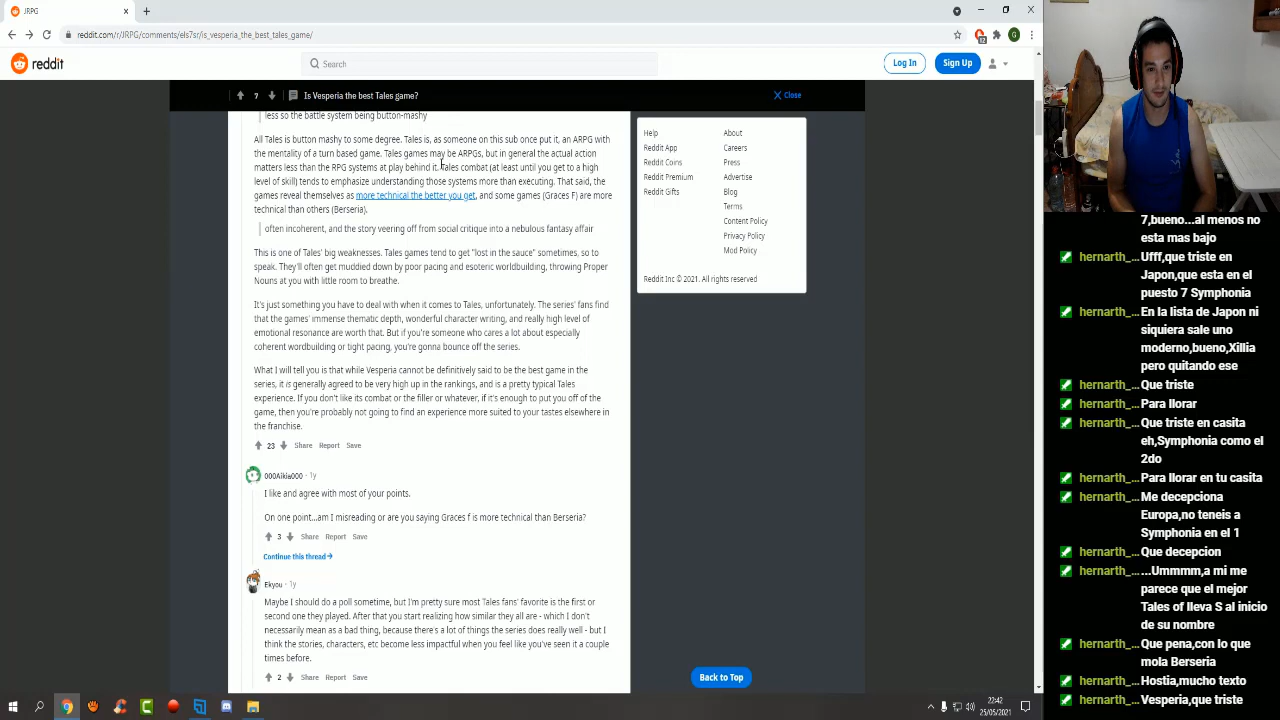 JRPG
reddit.com/r/JRPG/comments/els7sr/is_vesperia_the_best_tales_game/
G
reddit
Search
Log In
Sign Up
7
Is Vesperia the best Tales game?
Close
less so the battle system being button-mashy
All Tales is button mashy to some degree. Tales is, as someone on this sub once put it, an ARPG with
the mentality of a turn based game. Tales games may be ARPGs, but in general the actual action
matters less than the RPG systems at play behind it. Tales combat (at least until you get to a high
level of skill) tends to emphasize understanding those systems more than executing. That said, the
games reveal themselves as more technical the better you get, and some games (Graces F) are more
technical than others (Berseria).
often incoherent, and the story veering off from social critique into a nebulous fantasy affair
This is one of Tales' big weaknesses. Tales games tend to get "lost in the sauce" sometimes, so to
speak. They'll often get muddied down by poor pacing and esoteric worldbuilding, throwing Proper
Nouns at you with little room to breathe.
It's just something you have to deal with when it comes to Tales, unfortunately. The series' fans find
that the games' immense thematic depth, wonderful character writing, and really high level of
emotional resonance are worth that. But if you're someone who cares a lot about especially
coherent wordbuilding or tight pacing, you're gonna bounce off the series.
What I will tell you is that while Vesperia cannot be definitively said to be the best game in the
series, it is generally agreed to be very high up in the rankings, and is a pretty typical Tales
experience. If you don't like its combat or the filler or whatever, if it's enough to put you off of the
game, then you're probably not going to find an experience more suited to your tastes elsewhere in
the franchise.
23 Share Report Save
000Aikia000 · 1y
I like and agree with most of your points.
On one point...am I misreading or are you saying Graces f is more technical than Berseria?
3 Share Report Save
Continue this thread
Ekyou · 1y
Maybe I should do a poll sometime, but I'm pretty sure most Tales fans' favorite is the first or
second one they played. After that you start realizing how similar they all are - which I don't
necessarily mean as a bad thing, because there's a lot of things the series does really well - but I
think the stories, characters, etc become less impactful when you feel like you've seen it a couple
times before.
2 Share Report Save
Help About
Reddit App Careers
Reddit Coins Press
Reddit Premium Advertise
Reddit Gifts Blog
Terms
Content Policy
Privacy Policy
Mod Policy
Reddit Inc © 2021. All rights reserved
Back to Top
7,bueno...al menos no
esta mas bajo
hernarth_... Ufff,que triste en
Japon,que esta en el
puesto 7 Symphonia
hernarth_... En la lista de Japon ni
siquiera sale uno
moderno,bueno,Xillia
pero quitando ese
hernarth_... Que triste
hernarth_... Para llorar
hernarth_... Que triste en casita
eh,Symphonia como el
2do
hernarth_... Para llorar en tu casita
hernarth_... Me decepciona
Europa,no teneis a
Symphonia en el 1
hernarth_... Que decepcion
hernarth_... ...Ummmm,a mi me
parece que el mejor
Tales of lleva S al inicio
de su nombre
hernarth_... Que pena,con lo que
mola Berseria
hernarth_... Hostia,mucho texto
hernarth_... Vesperia,que triste
22:42
25/05/2021